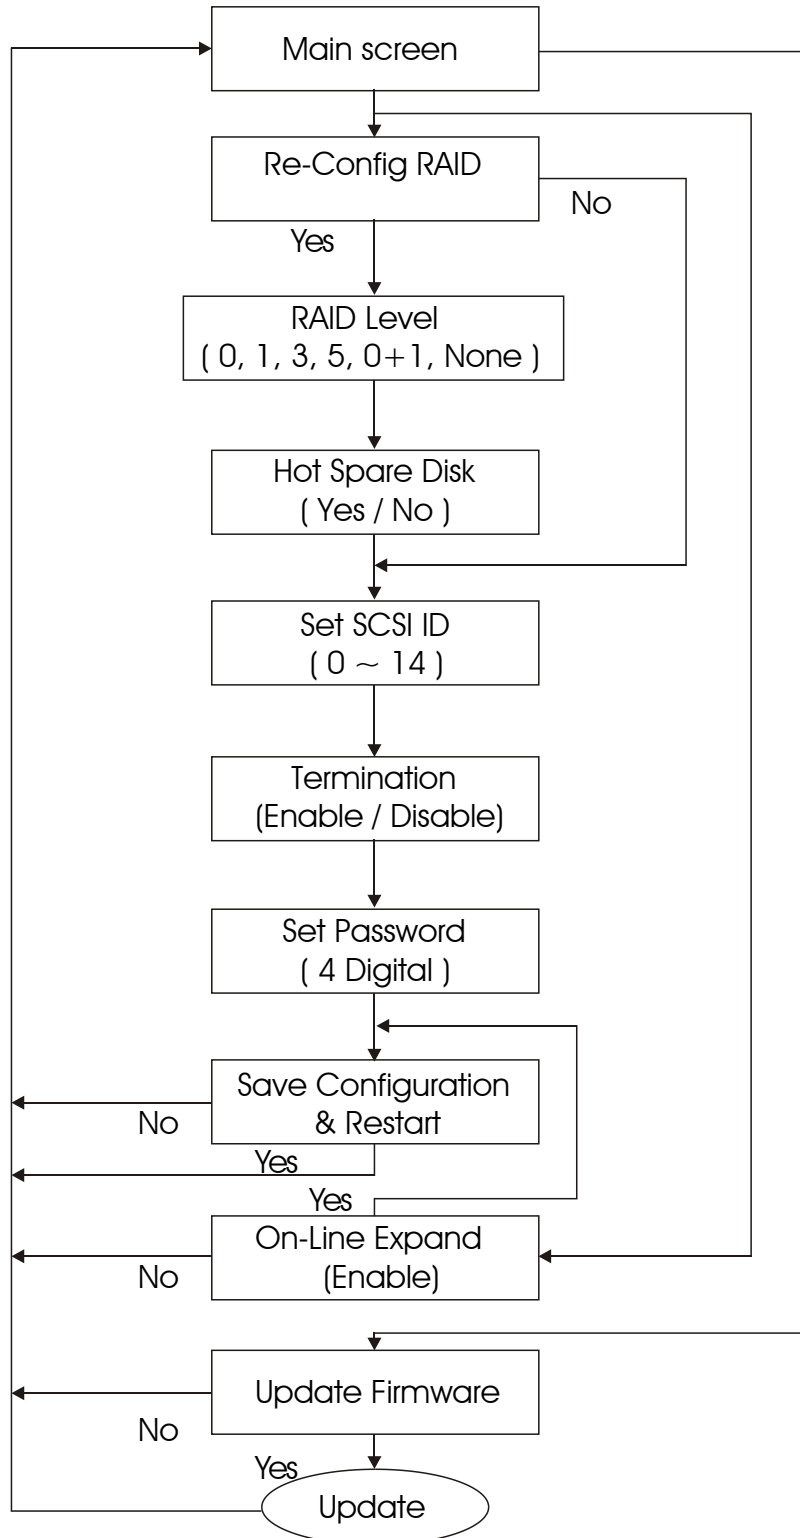 Main screen
Re-Config RAID
No
Yes
RAID Level
( 0, 1, 3, 5, 0+1, None )
Hot Spare Disk
( Yes / No )
Set SCSI ID
( 0 ~ 14 )
Termination
(Enable / Disable)
Set Password
( 4 Digital )
Save Configuration
& Restart
No
Yes
Yes
On-Line Expand
(Enable)
No
Update Firmware
No
Yes
Update